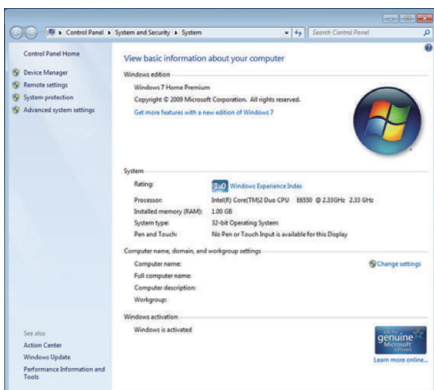 Control Panel ▸ System and Security ▸ System
Search Control Panel
Control Panel Home
Device Manager
Remote settings
System protection
Advanced system settings
See also
Action Center
Windows Update
Performance Information and
Tools
View basic information about your computer
Windows edition
Windows 7 Home Premium
Copyright © 2009 Microsoft Corporation. All rights reserved.
Get more features with a new edition of Windows 7
System
Rating: 3.0 Windows Experience Index
Processor: Intel(R) Core(TM)2 Duo CPU E6550 @ 2.33GHz 2.33 GHz
Installed memory (RAM): 1.00 GB
System type: 32-bit Operating System
Pen and Touch: No Pen or Touch Input is available for this Display
Computer name, domain, and workgroup settings
Computer name: Change settings
Full computer name:
Computer description:
Workgroup:
Windows activation
Windows is activated
genuine
Microsoft
software
Learn more online...